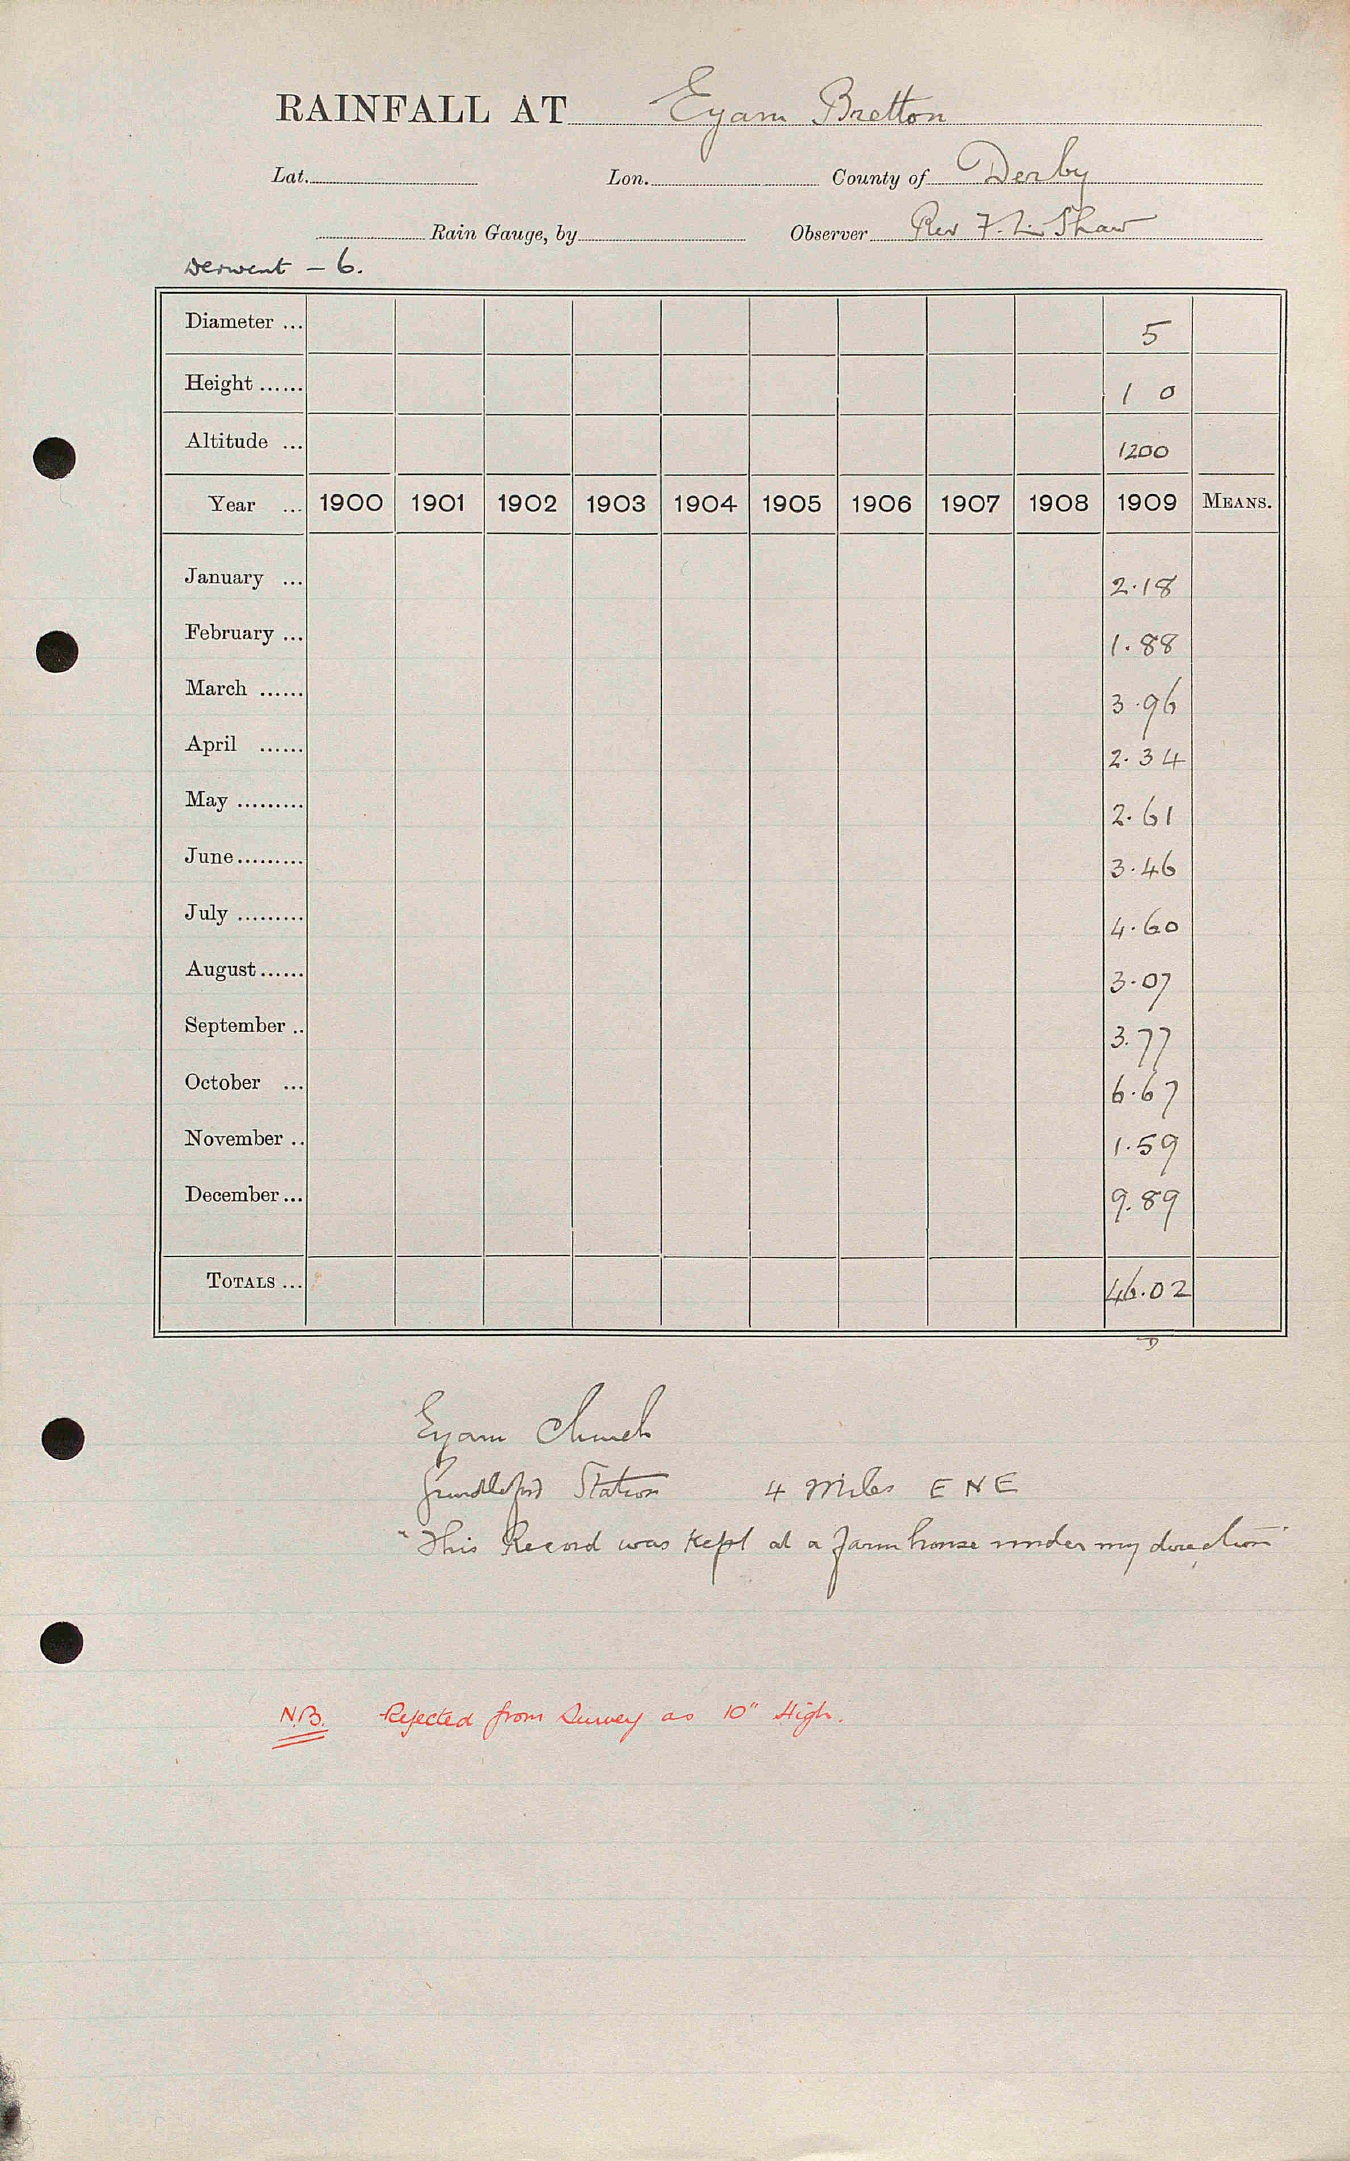 RAINFALL AT Eyam Bretton
Lat. Lon. County of Derby
Rain Gauge, by Observer Rev F. Shaw
Derwent - 6.
Diameter ... 5
Height ...... 1 0
Altitude ... 1200
Year ... 1900 1901 1902 1903 1904 1905 1906 1907 1908 1909 MEANS.
January ... 2.18
February ... 1.88
March ...... 3.96
April ...... 2.34
May ......... 2.61
June......... 3.46
July ......... 4.60
August...... 3.07
September .. 3.77
October ... 6.67
November .. 1.59
December... 9.89
TOTALS ... 46.02
Eyam Church
Grindleford Station 4 Miles E N E
"This Record was kept at a farm house under my direction"
N.B. Rejected from Survey as 10" High.